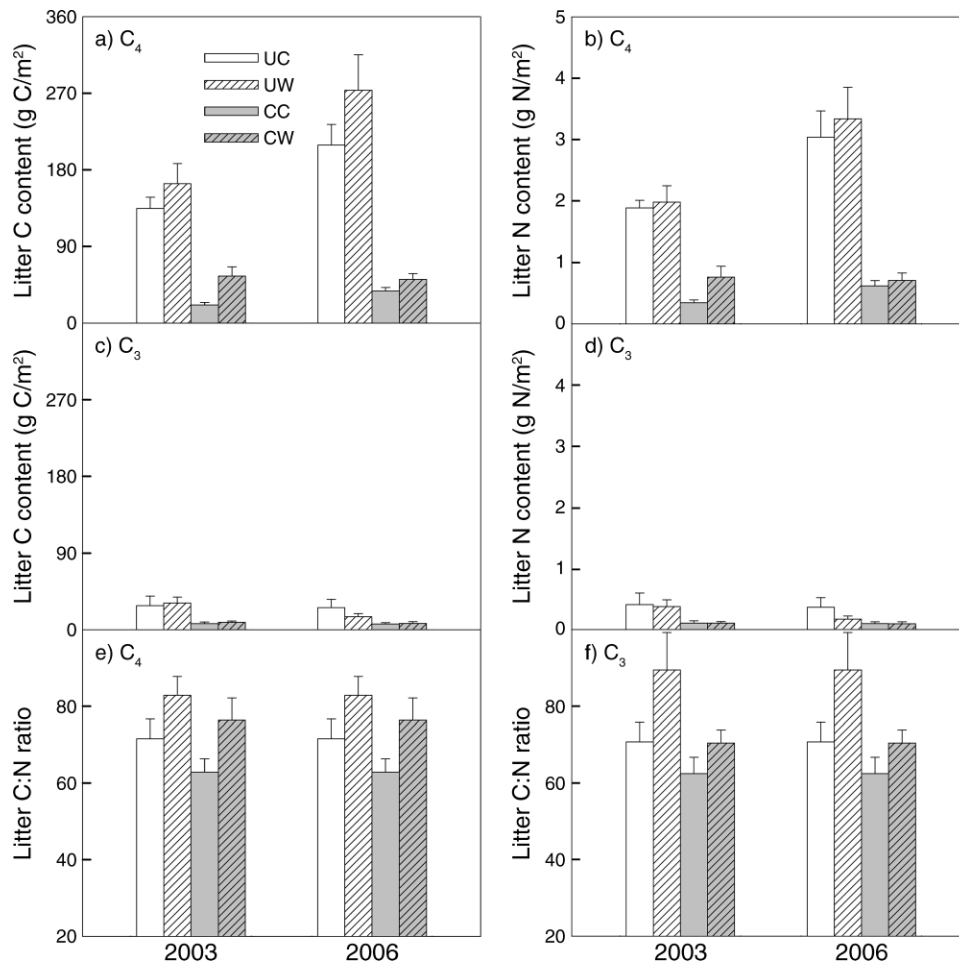 a) C4
Litter C content (g C/m²)
360
270
180
90
0
UC
UW
CC
CW
b) C4
Litter N content (g N/m²)
5
4
3
2
1
0
c) C3
Litter C content (g C/m²)
270
180
90
0
d) C3
Litter N content (g N/m²)
4
3
2
1
0
e) C4
Litter C:N ratio
80
60
40
20
2003 2006
f) C3
Litter C:N ratio
80
60
40
20
2003 2006